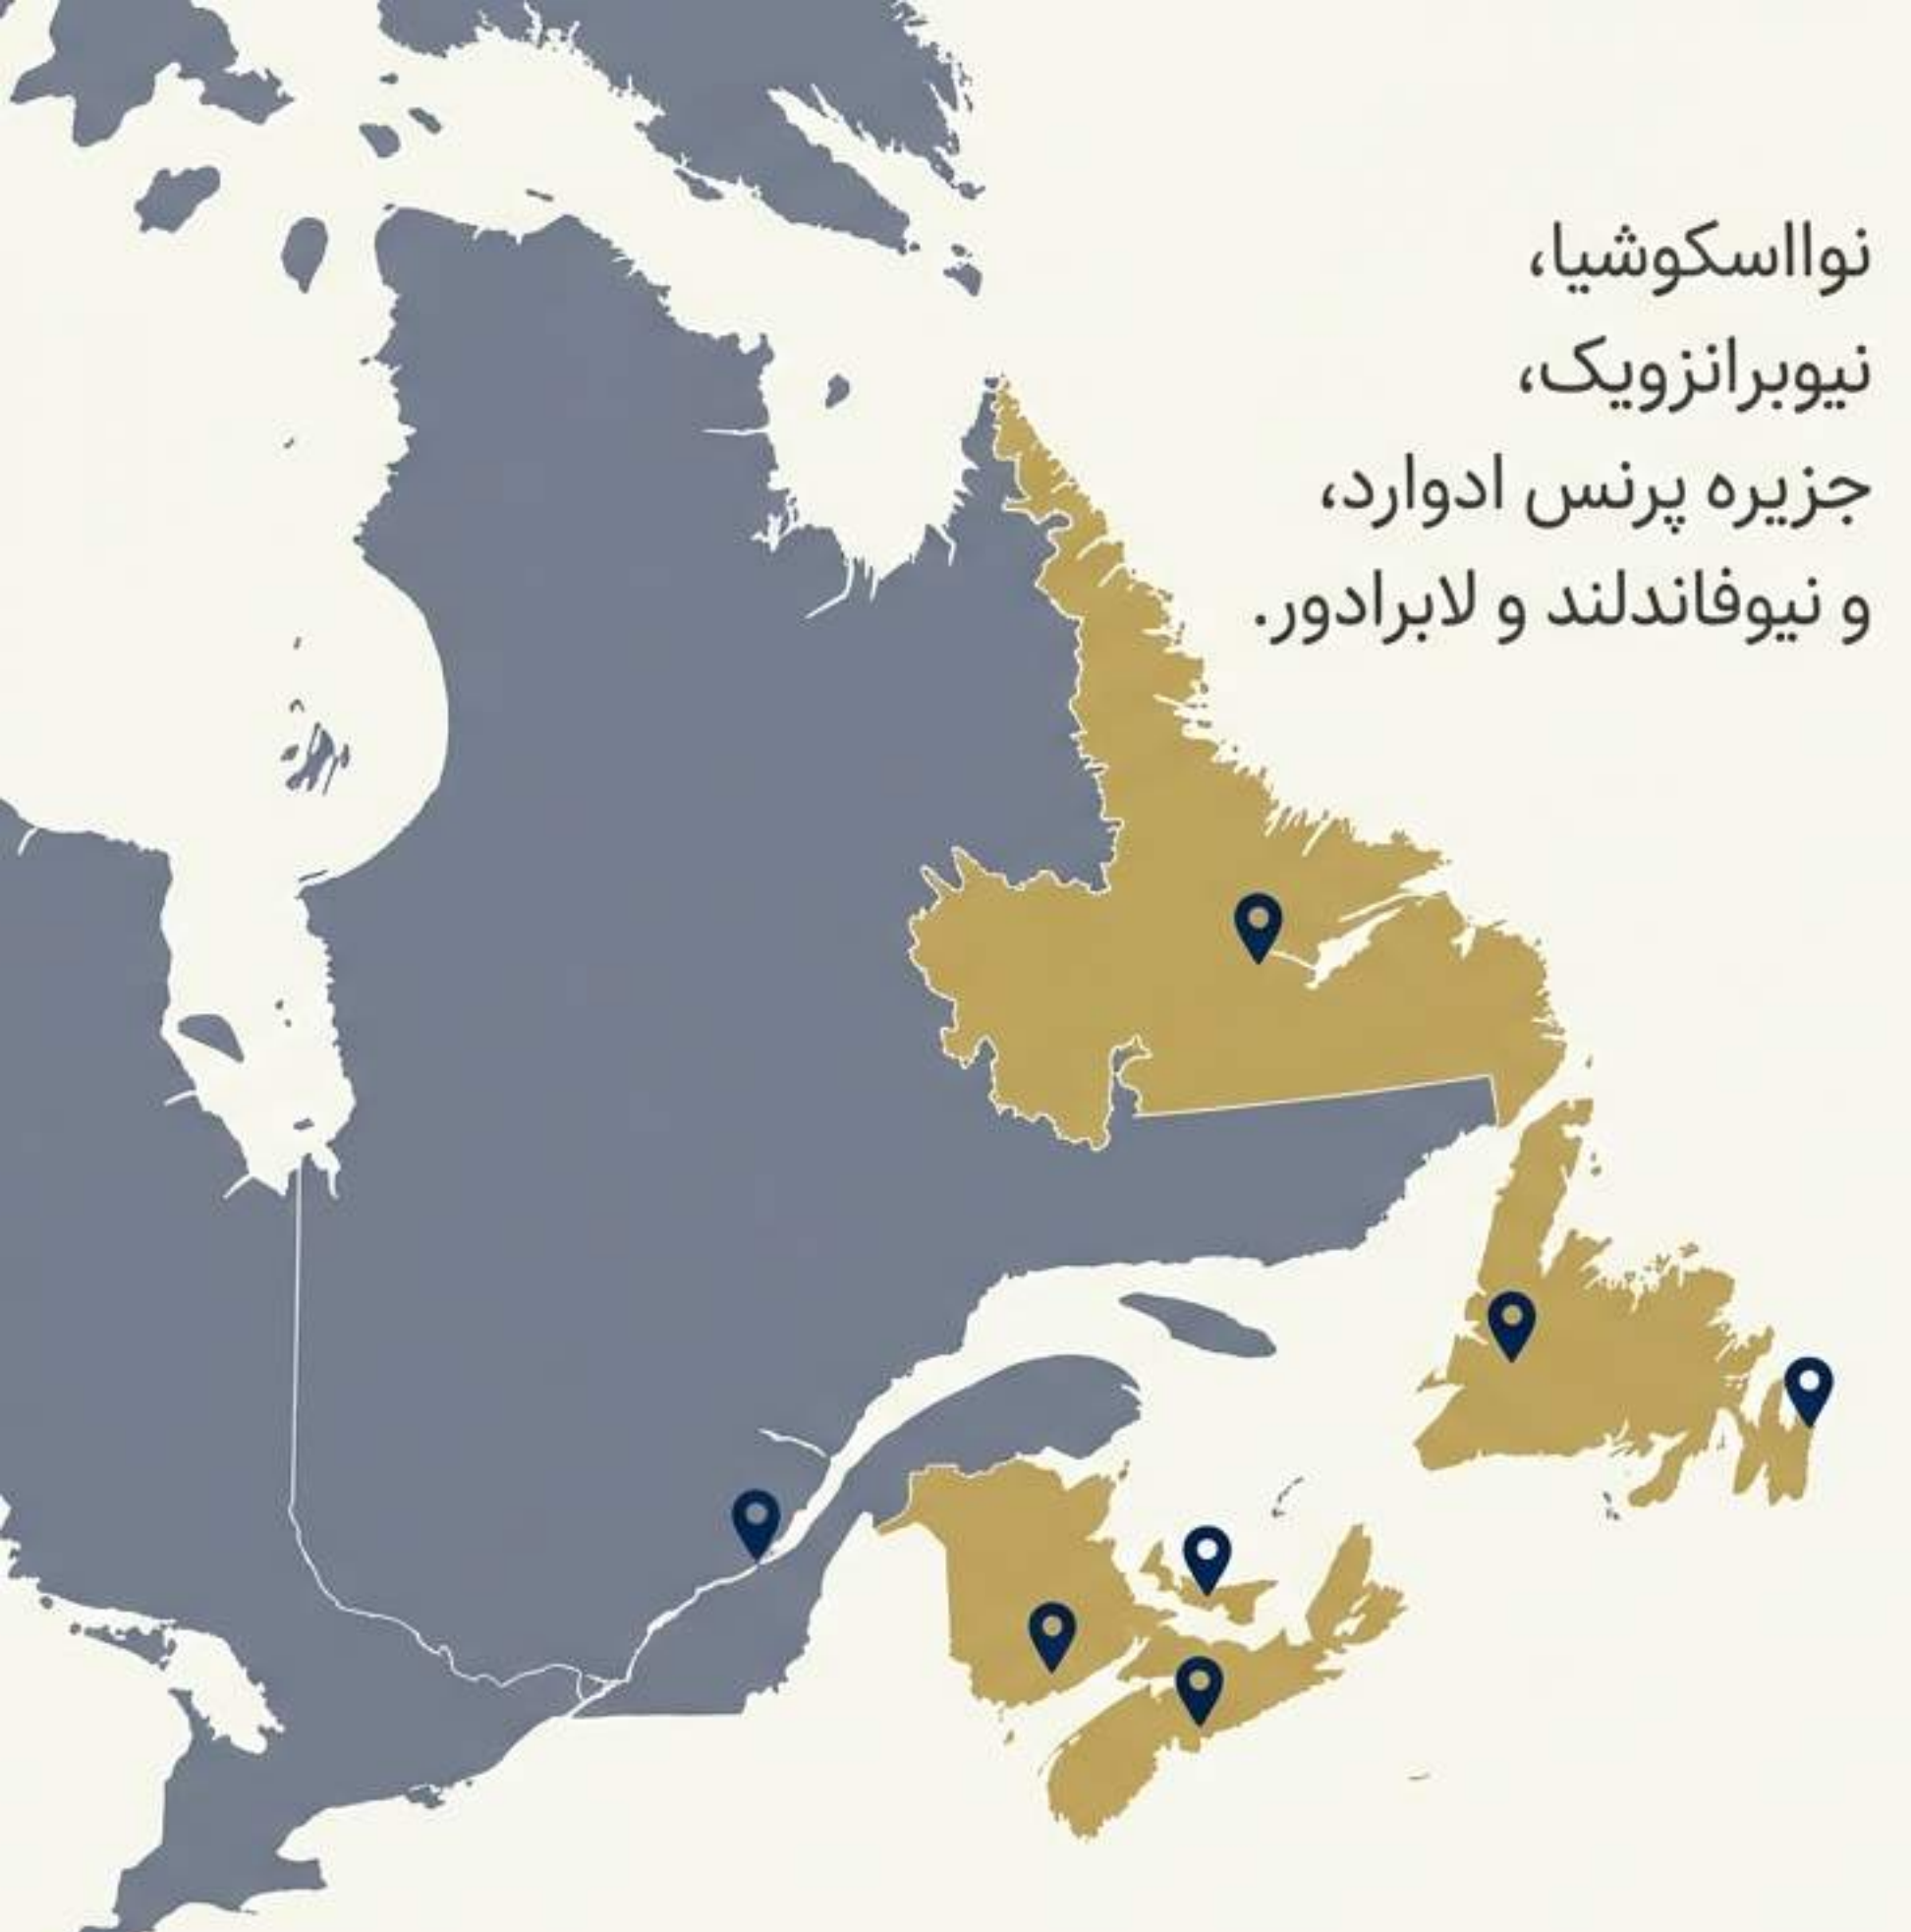 نوااسکوشیا،
نیوبرانزویک،
جزیره پرنس ادوارد،
و نیوفاندلند و لابرادور.